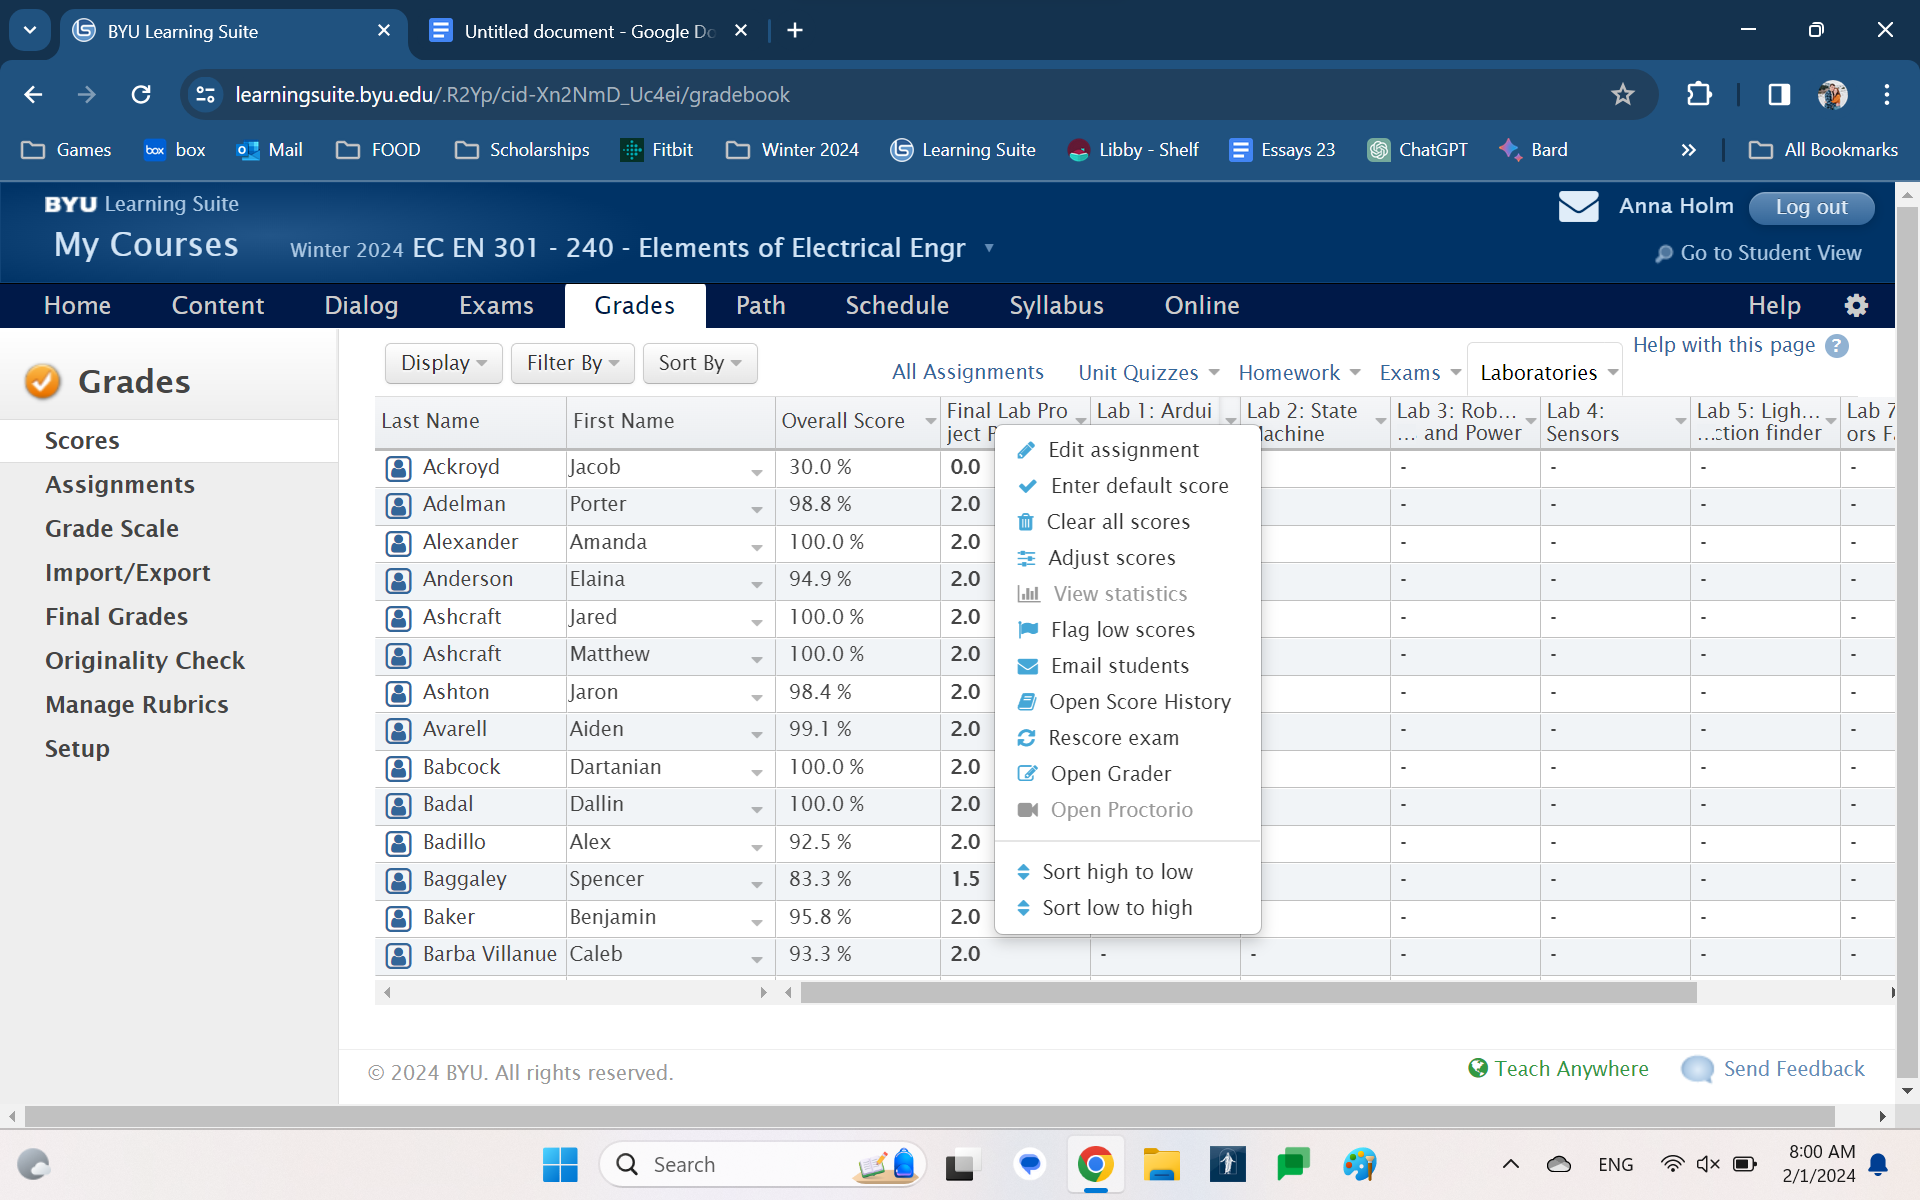 BYU Learning Suite
Untitled document - Google Do
learningsuite.byu.edu/.R2Yp/cid-Xn2NmD_Uc4ei/gradebook
Games
box
box
Mail
FOOD
Scholarships
Fitbit
Winter 2024
Learning Suite
Libby - Shelf
Essays 23
ChatGPT
Bard
All Bookmarks
BYU Learning Suite
Anna Holm
Log out
My Courses
Winter 2024 EC EN 301 - 240 - Elements of Electrical Engr
Go to Student View
Home
Content
Dialog
Exams
Grades
Path
Schedule
Syllabus
Online
Help
Grades
Scores
Assignments
Grade Scale
Import/Export
Final Grades
Originality Check
Manage Rubrics
Setup
Display
Filter By
Sort By
All Assignments
Unit Quizzes
Homework
Exams
Laboratories
Help with this page ?
Last Name
First Name
Overall Score
Final Lab Pro
ject P
Lab 1: Ardui
Lab 2: State
achine
Lab 3: Rob...
... and Power
Lab 4:
Sensors
Lab 5: Ligh...
...ction finder
Lab 7
ors F
Ackroyd Jacob 30.0 % 0.0 - - - -
Adelman Porter 98.8 % 2.0 - - - -
Alexander Amanda 100.0 % 2.0 - - - -
Anderson Elaina 94.9 % 2.0 - - - -
Ashcraft Jared 100.0 % 2.0 - - - -
Ashcraft Matthew 100.0 % 2.0 - - - -
Ashton Jaron 98.4 % 2.0 - - - -
Avarell Aiden 99.1 % 2.0 - - - -
Babcock Dartanian 100.0 % 2.0 - - - -
Badal Dallin 100.0 % 2.0 - - - -
Badillo Alex 92.5 % 2.0 - - - -
Baggaley Spencer 83.3 % 1.5 - - - -
Baker Benjamin 95.8 % 2.0 - - - -
Barba Villanue Caleb 93.3 % 2.0 - - - - - -
Edit assignment
Enter default score
Clear all scores
Adjust scores
View statistics
Flag low scores
Email students
Open Score History
Rescore exam
Open Grader
Open Proctorio
Sort high to low
Sort low to high
© 2024 BYU. All rights reserved.
Teach Anywhere
Send Feedback
Search
ENG
8:00 AM
2/1/2024